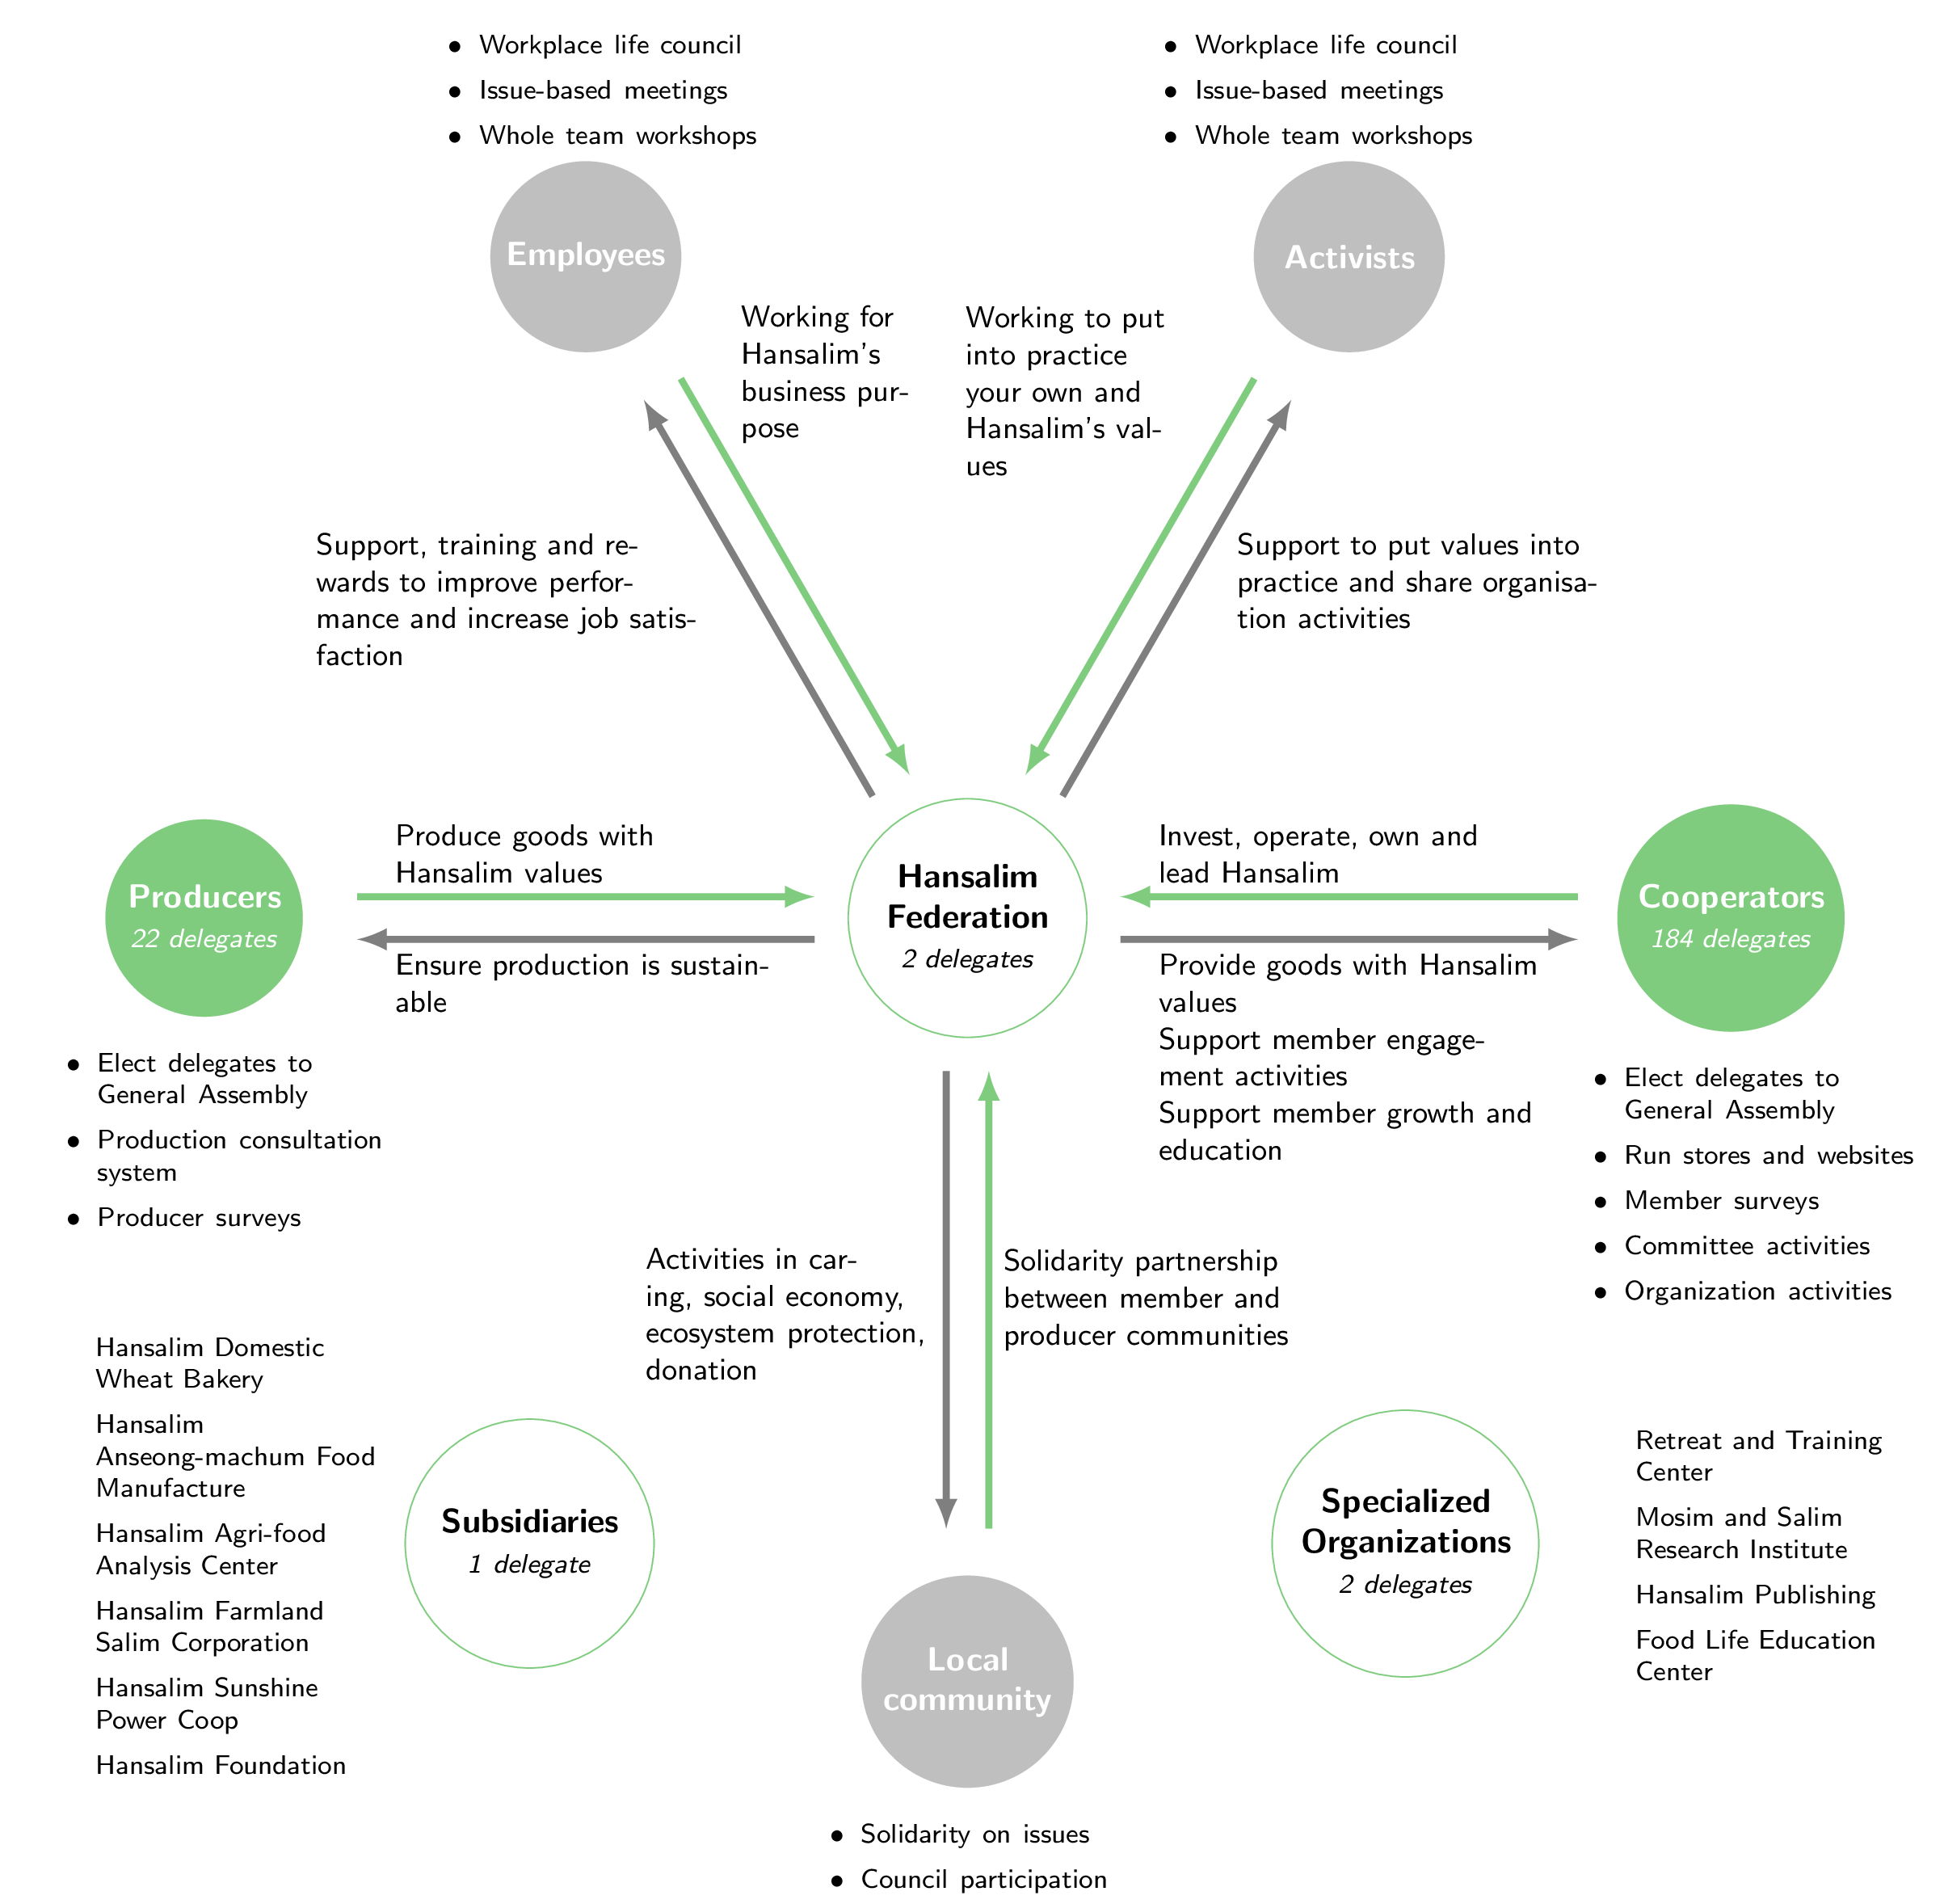 • Workplace life council
• Issue-based meetings
• Whole team workshops
• Workplace life council
• Issue-based meetings
• Whole team workshops
Employees
Activists
Working for
Hansalim's
business pur-
pose
Working to put
into practice
your own and
Hansalim's val-
ues
Support, training and re-
wards to improve perfor-
mance and increase job satis-
faction
Support to put values into
practice and share organisa-
tion activities
Producers
22 delegates
Produce goods with
Hansalim values
Ensure production is sustain-
able
Hansalim
Federation
2 delegates
Invest, operate, own and
lead Hansalim
Provide goods with Hansalim
values
Support member engage-
ment activities
Support member growth and
education
Cooperators
184 delegates
• Elect delegates to
General Assembly
• Production consultation
system
• Producer surveys
• Elect delegates to
General Assembly
• Run stores and websites
• Member surveys
• Committee activities
• Organization activities
Activities in car-
ing, social economy,
ecosystem protection,
donation
Solidarity partnership
between member and
producer communities
Hansalim Domestic
Wheat Bakery
Hansalim
Anseong-machum Food
Manufacture
Hansalim Agri-food
Analysis Center
Hansalim Farmland
Salim Corporation
Hansalim Sunshine
Power Coop
Hansalim Foundation
Subsidiaries
1 delegate
Specialized
Organizations
2 delegates
Retreat and Training
Center
Mosim and Salim
Research Institute
Hansalim Publishing
Food Life Education
Center
Local
community
• Solidarity on issues
• Council participation